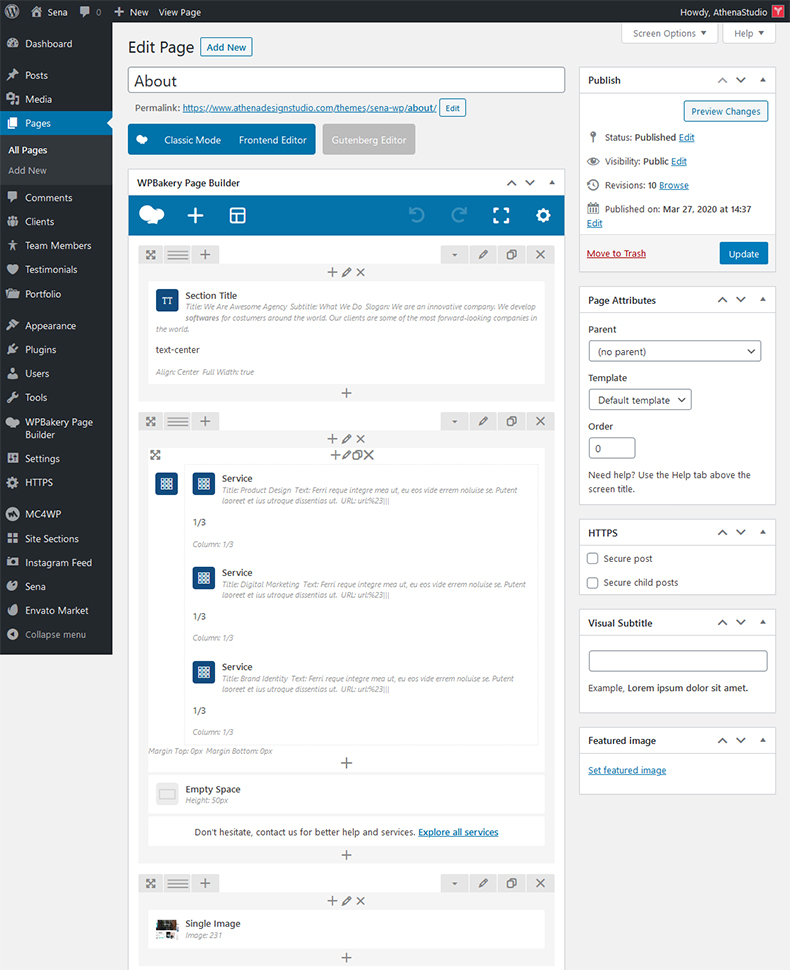 Sena 0 + New View Page Howdy, AthenaStudio
Dashboard
Posts
Media
Pages
All Pages
Add New
Comments
Clients
Team Members
Testimonials
Portfolio
Appearance
Plugins
Users
Tools
WPBakery Page
Builder
Settings
HTTPS
MC4WP
Site Sections
Instagram Feed
Sena
Envato Market
Collapse menu
Screen Options Help
Edit Page Add New
About
Permalink: https://www.athenadesignstudio.com/themes/sena-wp/about/ Edit
Classic Mode Frontend Editor Gutenberg Editor
WPBakery Page Builder
TT
Section Title
Title: We Are Awesome Agency Subtitle: What We Do Slogan: We are an innovative company. We develop
softwares for costumers around the world. Our clients are some of the most forward-looking companies in
the world.
text-center
Align: Center Full Width: true
Service
Title: Product Design Text: Ferri reque integre mea ut, eu eos vide errem noluise se. Putent
laoreet et ius utroque dissentias ut. URL: url:%23|||
1/3
Column: 1/3
Service
Title: Digital Marketing Text: Ferri reque integre mea ut, eu eos vide errem noluise se. Putent
laoreet et ius utroque dissentias ut. URL: url:%23|||
1/3
Column: 1/3
Service
Title: Brand Identity Text: Ferri reque integre mea ut, eu eos vide errem noluise se. Putent
laoreet et ius utroque dissentias ut. URL: url:%23|||
1/3
Column: 1/3
Margin Top: 0px Margin Bottom: 0px
Empty Space
Height: 50px
Don't hesitate, contact us for better help and services. Explore all services
Single Image
Image: 231
Publish
Preview Changes
Status: Published Edit
Visibility: Public Edit
Revisions: 10 Browse
Published on: Mar 27, 2020 at 14:37
Edit
Move to Trash Update
Page Attributes
Parent
(no parent)
Template
Default template
Order
0
Need help? Use the Help tab above the
screen title.
HTTPS
Secure post
Secure child posts
Visual Subtitle
Example, Lorem ipsum dolor sit amet.
Featured image
Set featured image